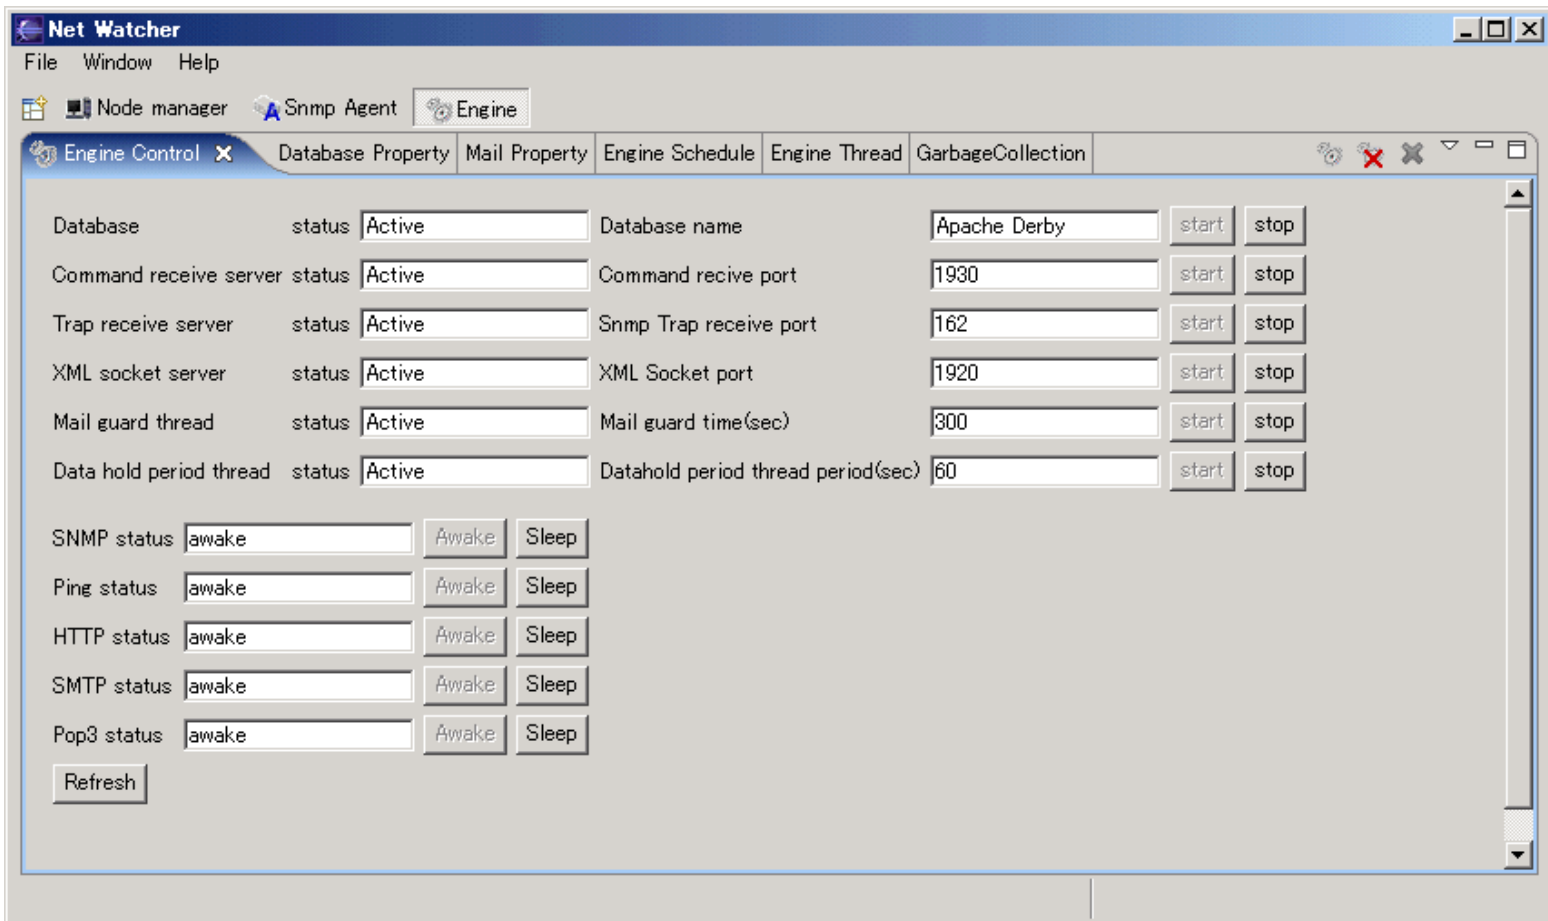 Net Watcher
File Window Help
Node manager Snmp Agent Engine
Engine Control Database Property Mail Property Engine Schedule Engine Thread GarbageCollection
Database status Active Database name Apache Derby start stop
Command receive server status Active Command recive port 1930 start stop
Trap receive server status Active Snmp Trap receive port 162 start stop
XML socket server status Active XML Socket port 1920 start stop
Mail guard thread status Active Mail guard time(sec) 300 start stop
Data hold period thread status Active Datahold period thread period(sec) 60 start stop
SNMP status awake Awake Sleep
Ping status awake Awake Sleep
HTTP status awake Awake Sleep
SMTP status awake Awake Sleep
Pop3 status awake Awake Sleep
Refresh